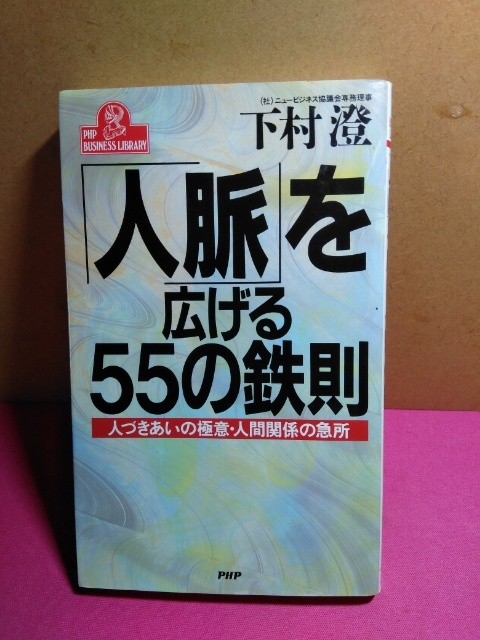 PHP
BUSINESS LIBRARY
(社)ニュービジネス協議会専務理事
下村 澄
「人脈」を
広げる
55の鉄則
人づきあいの極意・人間関係の急所
PHP